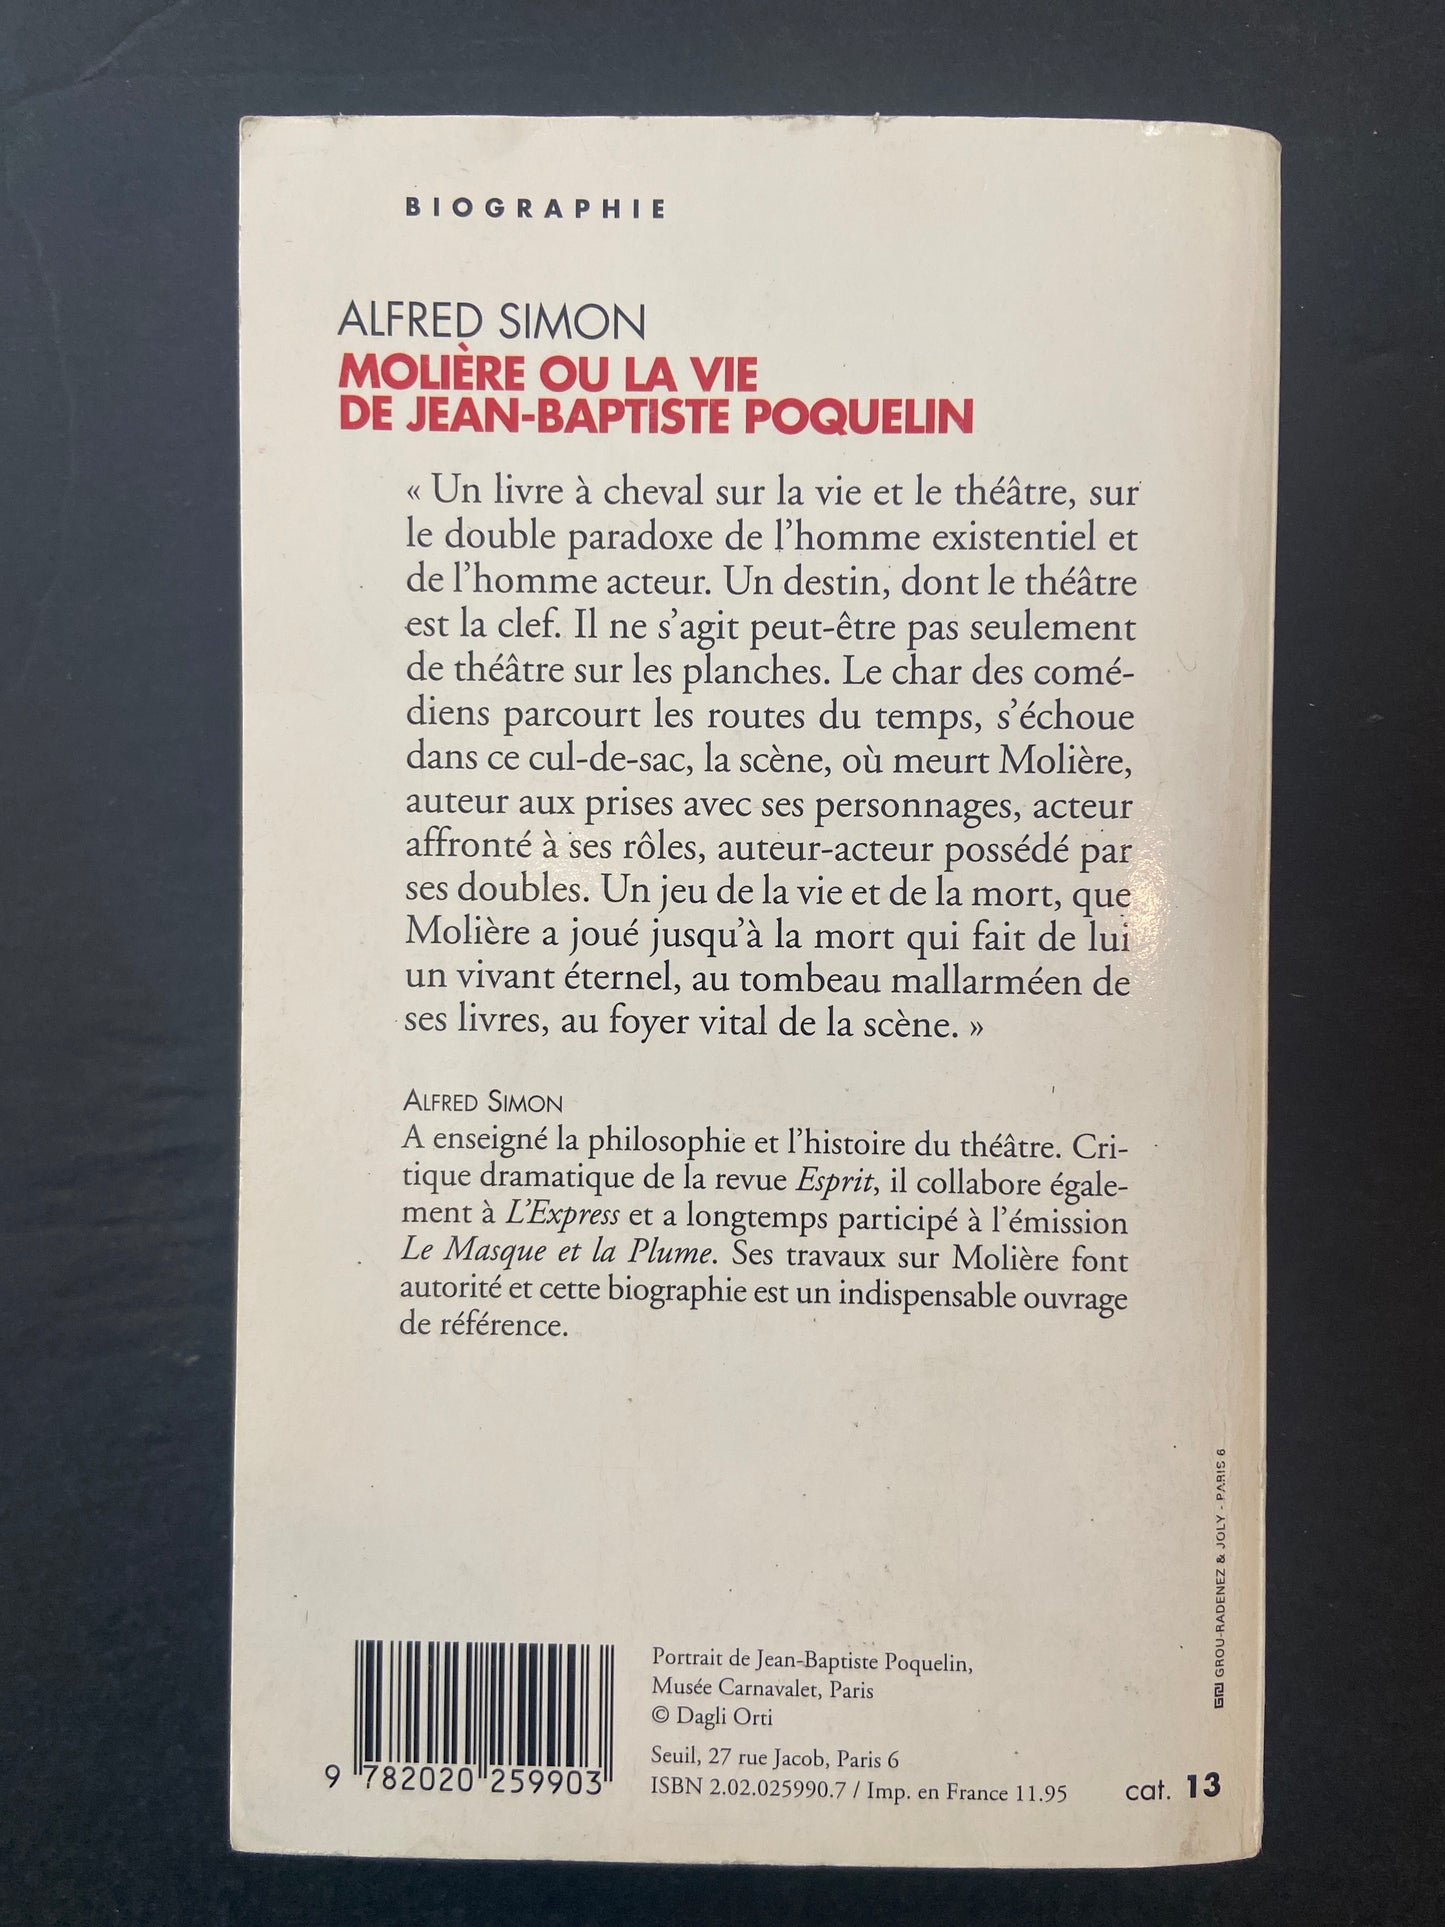 BIOGRAPHIE
ALFRED SIMON
MOLIÈRE OU LA VIE
DE JEAN-BAPTISTE POQUELIN
« Un livre à cheval sur la vie et le théâtre, sur
le double paradoxe de l'homme existentiel et
de l'homme acteur. Un destin, dont le théâtre
est la clef. Il ne s'agit peut-être pas seulement
de théâtre sur les planches. Le char des comé-
diens parcourt les routes du temps, s'échoue
dans ce cul-de-sac, la scène, où meurt Molière,
auteur aux prises avec ses personnages, acteur
affronté à ses rôles, auteur-acteur possédé par
ses doubles. Un jeu de la vie et de la mort, que
Molière a joué jusqu'à la mort qui fait de lui
un vivant éternel, au tombeau mallarméen de
ses livres, au foyer vital de la scène. »
ALFRED SIMON
A enseigné la philosophie et l'histoire du théâtre. Cri-
tique dramatique de la revue Esprit, il collabore égale-
ment à L'Express et a longtemps participé à l'émission
Le Masque et la Plume. Ses travaux sur Molière font
autorité et cette biographie est un indispensable ouvrage
de référence.
GROU-RADENEZ & JOLY - PARIS 6
9 782020 259903
Portrait de Jean-Baptiste Poquelin,
Musée Carnavalet, Paris
© Dagli Orti
Seuil, 27 rue Jacob, Paris 6
ISBN 2.02.025990.7 / Imp. en France 11.95
cat. 13